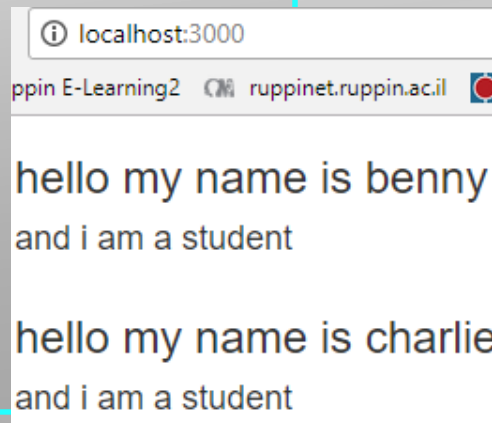 localhost:3000
ppin E-Learning2 ruppinet.ruppin.ac.il
hello my name is benny
and i am a student
hello my name is charlie
and i am a student